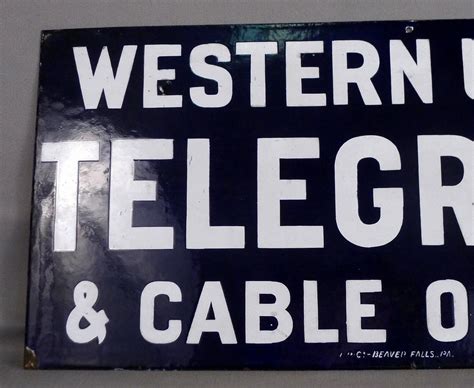 WESTERN
TELEGR
& CABLE O
BEAVER FALLS, PA.